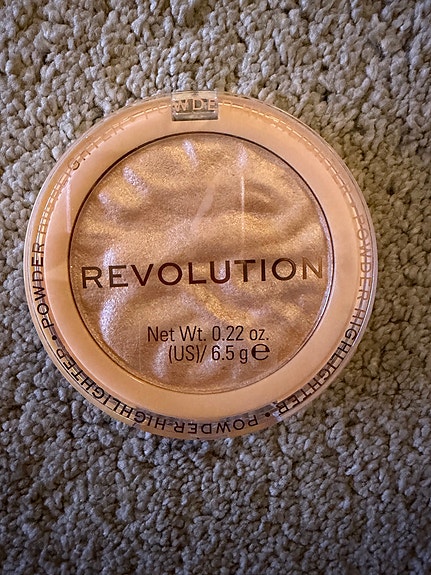 REVOLUTION
Net Wt. 0.22 oz.
(US)/ 6.5 g e
POWDER HIGHLIGHTER • POWDER HIGHLIGHTER • POWDER